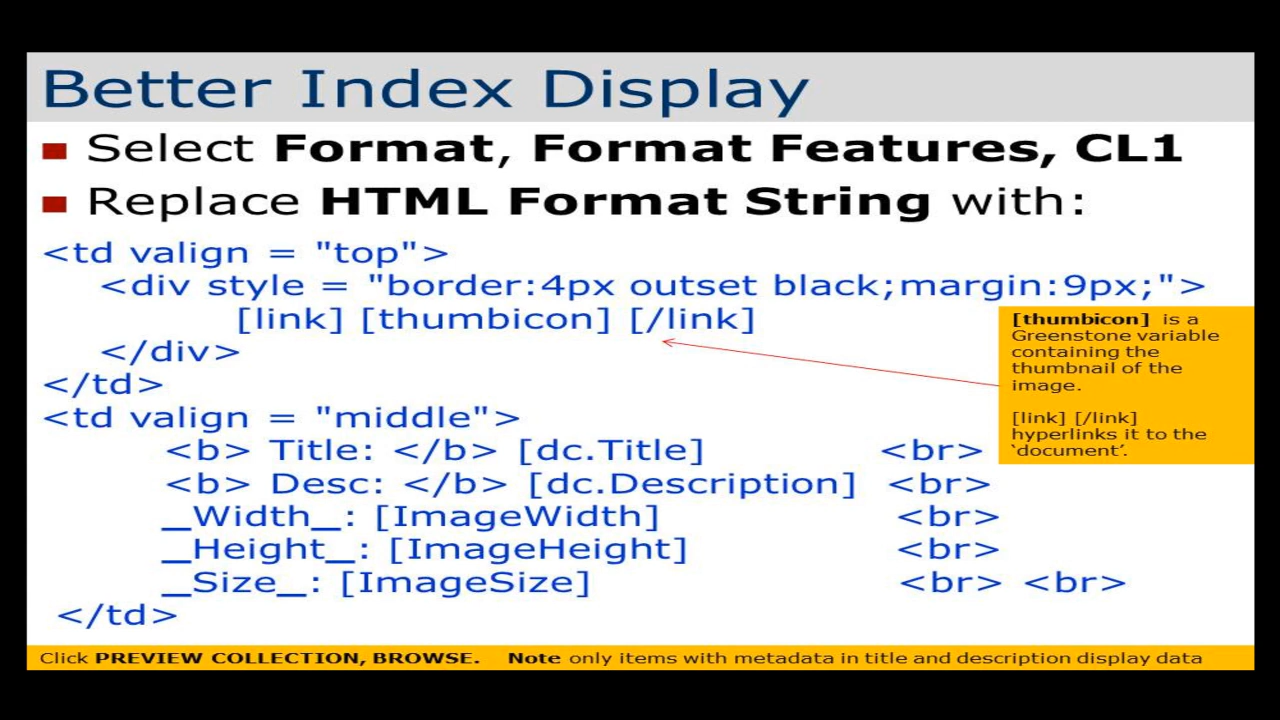 Better Index Display
Select Format, Format Features, CL1
Replace HTML Format String with:
<td valign = "top">
<div style = "border:4px outset black;margin:9px;">
[link] [thumbicon] [/link]
</div>
</td>
<td valign = "middle">
<b> Title: </b> [dc.Title] <br>
<b> Desc: </b> [dc.Description] <br>
_Width_: [ImageWidth] <br>
_Height_: [ImageHeight] <br>
_Size_: [ImageSize] <br> <br>
</td>
[thumbicon] is a
Greenstone variable
containing the
thumbnail of the
image.
[link] [/link]
hyperlinks it to the
‘document’.
Click PREVIEW COLLECTION, BROWSE. Note only items with metadata in title and description display data